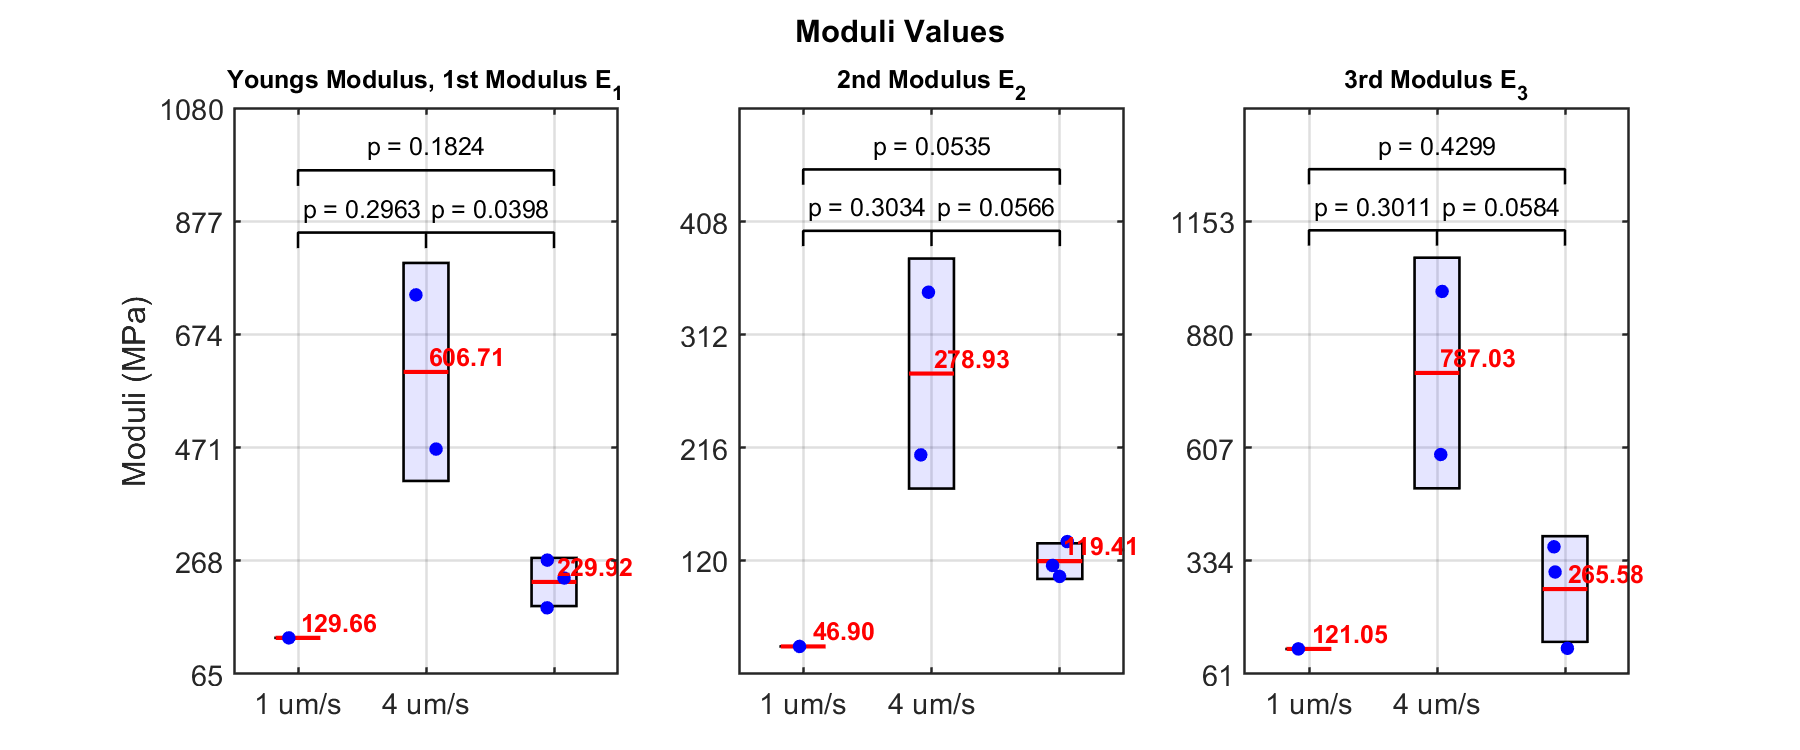 Moduli Values
Youngs Modulus, 1st Modulus E1
2nd Modulus E2
3rd Modulus E3
Moduli (MPa)
1080
877
674
471
268
65
p = 0.1824
p = 0.2963 p = 0.0398
606.71
229.92
129.66
1 um/s 4 um/s
408
312
216
120
p = 0.0535
p = 0.3034 p = 0.0566
278.93
119.41
46.90
1 um/s 4 um/s
1153
880
607
334
61
p = 0.4299
p = 0.3011 p = 0.0584
787.03
265.58
121.05
1 um/s 4 um/s